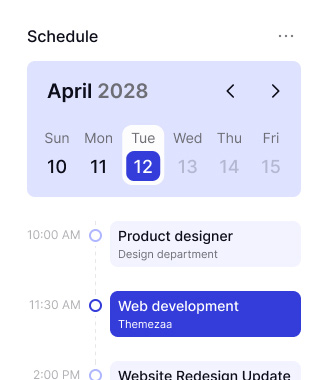 Schedule
April 2028
Sun Mon Tue Wed Thu Fri
10 11 12 13 14 15
10:00 AM Product designer
Design department
11:30 AM Web development
Themezaa
2:00 PM Website Redesign Update